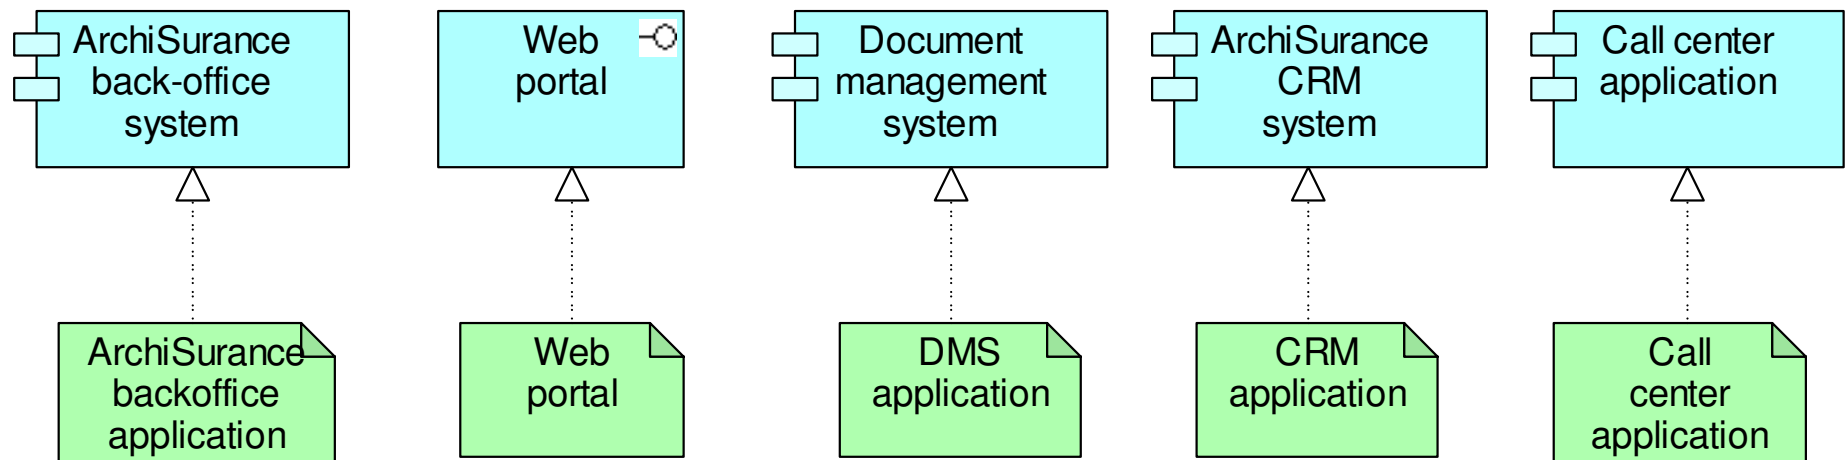 ArchiSurance
back-office
system
Web
portal
Document
management
system
ArchiSurance
CRM
system
Call center
application
ArchiSurance
backoffice
application
Web
portal
DMS
application
CRM
application
Call
center
application